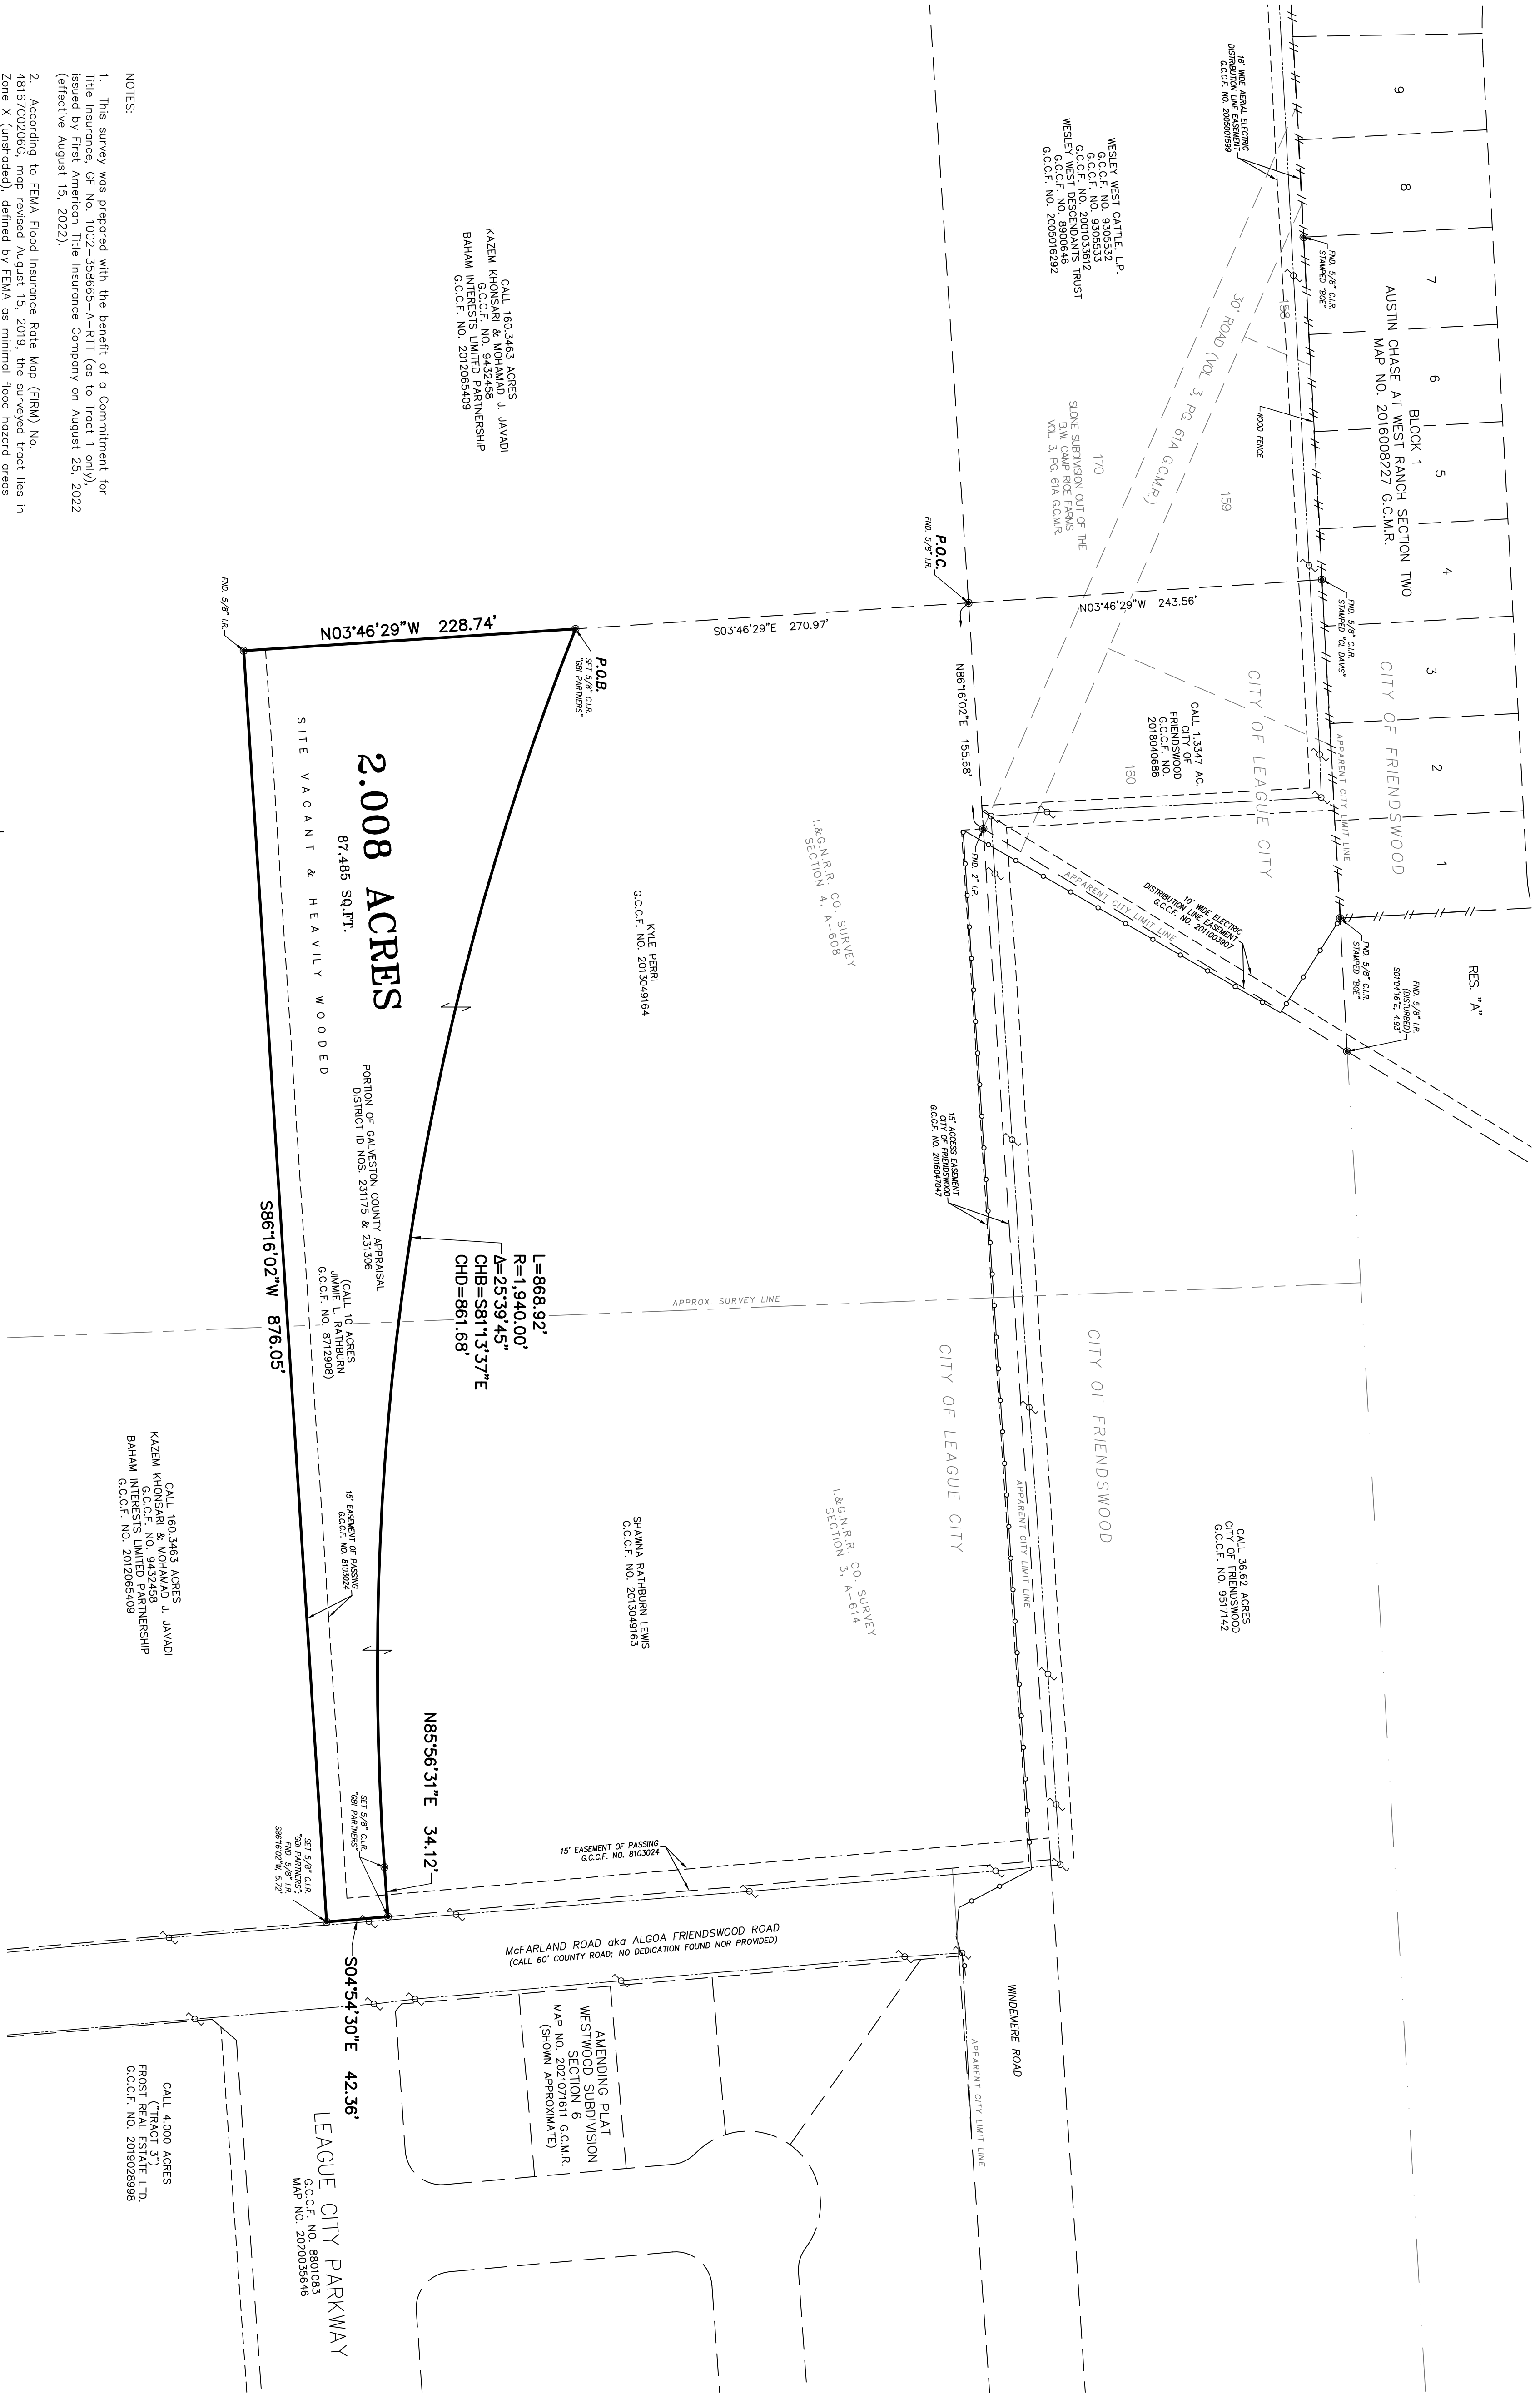 9
8
7
6
5
4
3
2
1
BLOCK 1
AUSTIN CHASE AT WEST RANCH SECTION TWO
MAP NO. 2016008227 G.C.M.R.
RES. "A"
16' WIDE AERIAL ELECTRIC
DISTRIBUTION LINE EASEMENT
G.C.C.F. NO. 2005001599
FND. 5/8" C.I.R.
STAMPED "BGE"
WOOD FENCE
FND. 5/8" C.I.R.
STAMPED "CL DAVIS"
APPARENT CITY LIMIT LINE
CITY OF FRIENDSWOOD
CITY OF LEAGUE CITY
FND. 5/8" C.I.R.
STAMPED "BGE"
FND. 5/8" I.R.
(DISTURBED)
S01°04'16"E, 4.93'
158
159
160
170
30' ROAD (VOL. 3, PG. 61A G.C.M.R.)
SLONE SUBDIVISION OUT OF THE
B.W. CAMP RICE FARMS
VOL. 3, PG. 61A G.C.M.R.
WESLEY WEST CATTLE, L.P.
G.C.C.F. NO. 9305532
G.C.C.F. NO. 9305533
G.C.C.F. NO. 2001033612
WESLEY WEST DESCENDANTS TRUST
G.C.C.F. NO. 8900646
G.C.C.F. NO. 2005016292
CALL 1.3347 AC.
CITY OF
FRIENDSWOOD
G.C.C.F. NO.
2018040688
10' WIDE ELECTRIC
DISTRIBUTION LINE EASEMENT
G.C.C.F. NO. 2011003907
APPARENT CITY LIMIT LINE
N03°46'29"W 243.56'
P.O.C.
FND. 5/8" I.R.
N86°16'02"E 155.68'
FND. 2" I.P.
S03°46'29"E 270.97'
CALL 36.62 ACRES
CITY OF FRIENDSWOOD
G.C.C.F. NO. 9517142
CITY OF FRIENDSWOOD
APPARENT CITY LIMIT LINE
CITY OF LEAGUE CITY
15' ACCESS EASEMENT
CITY OF FRIENDSWOOD
G.C.C.F. NO. 2016047047
WINDEMERE ROAD
APPARENT CITY LIMIT LINE
I.&G.N.R.R. CO. SURVEY
SECTION 4, A-608
I.&G.N.R.R. CO. SURVEY
SECTION 3, A-614
APPROX. SURVEY LINE
KYLE PERRI
G.C.C.F. NO. 2013049164
SHAWNA RATHBURN LEWIS
G.C.C.F. NO. 2013049163
CALL 160.3463 ACRES
KAZEM KHONSARI & MOHAMAD J. JAVADI
G.C.C.F. NO. 9432458
BAHAM INTERESTS LIMITED PARTNERSHIP
G.C.C.F. NO. 2012065409
P.O.B.
SET 5/8" C.I.R.
"GBI PARTNERS"
N03°46'29"W 228.74'
FND. 5/8" I.R.
L=868.92'
R=1,940.00'
Δ=25°39'45"
CHB=S81°13'37"E
CHD=861.68'
2.008 ACRES
87,485 SQ.FT.
SITE VACANT & HEAVILY WOODED
PORTION OF GALVESTON COUNTY APPRAISAL
DISTRICT ID NOS. 231175 & 231306
(CALL 10 ACRES
JIMMIE L. RATHBURN
G.C.C.F. NO. 8712908)
15' EASEMENT OF PASSING
G.C.C.F. NO. 8103024
S86°16'02"W 876.05'
N85°56'31"E 34.12'
SET 5/8" C.I.R.
"GBI PARTNERS"
SET 5/8" C.I.R.
"GBI PARTNERS";
FND. 5/8" I.R.
S86°16'02"W, 5.72'
S04°54'30"E 42.36'
15' EASEMENT OF PASSING
G.C.C.F. NO. 8103024
McFARLAND ROAD aka ALGOA FRIENDSWOOD ROAD
(CALL 60' COUNTY ROAD; NO DEDICATION FOUND NOR PROVIDED)
AMENDING PLAT
WESTWOOD SUBDIVISION
SECTION 6
MAP NO. 2021071611 G.C.M.R.
(SHOWN APPROXIMATE)
LEAGUE CITY PARKWAY
G.C.C.F. NO. 8801083
MAP NO. 2020035646
CALL 4.000 ACRES
("TRACT 3")
FROST REAL ESTATE LTD.
G.C.C.F. NO. 2019028998
CALL 160.3463 ACRES
KAZEM KHONSARI & MOHAMAD J. JAVADI
G.C.C.F. NO. 9432458
BAHAM INTERESTS LIMITED PARTNERSHIP
G.C.C.F. NO. 2012065409
NOTES:
1. This survey was prepared with the benefit of a Commitment for
Title Insurance, GF No. 1002-358665-A-RTT (as to Tract 1 only),
issued by First American Title Insurance Company on August 25, 2022
(effective August 15, 2022).
2. According to FEMA Flood Insurance Rate Map (FIRM) No.
48167C0206G, map revised August 15, 2019, the surveyed tract lies in
Zone X (unshaded), defined by FEMA as minimal flood hazard areas